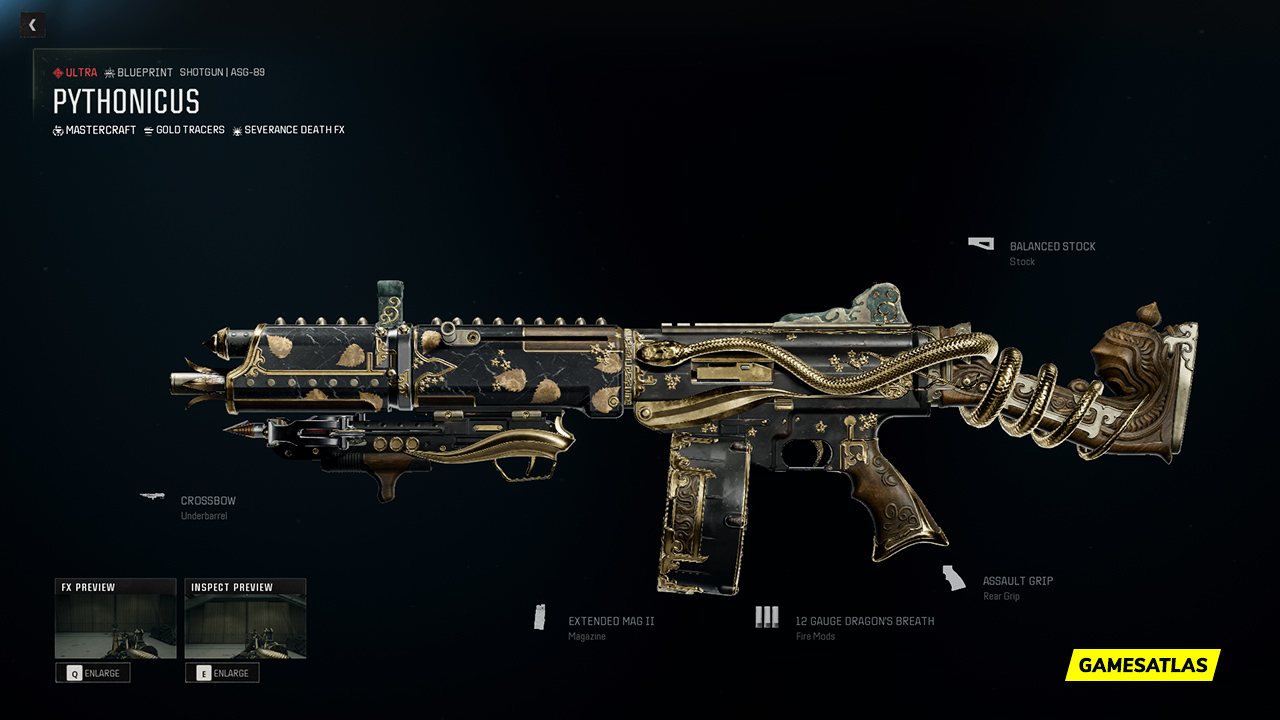 ULTRA BLUEPRINT SHOTGUN | ASG-89
PYTHONICUS
MASTERCRAFT GOLD TRACERS SEVERANCE DEATH FX
BALANCED STOCK
Stock
CROSSBOW
Underbarrel
FX PREVIEW
INSPECT PREVIEW
Q ENLARGE
E ENLARGE
EXTENDED MAG II
Magazine
12 GAUGE DRAGON'S BREATH
Fire Mods
ASSAULT GRIP
Rear Grip
GAMESATLAS